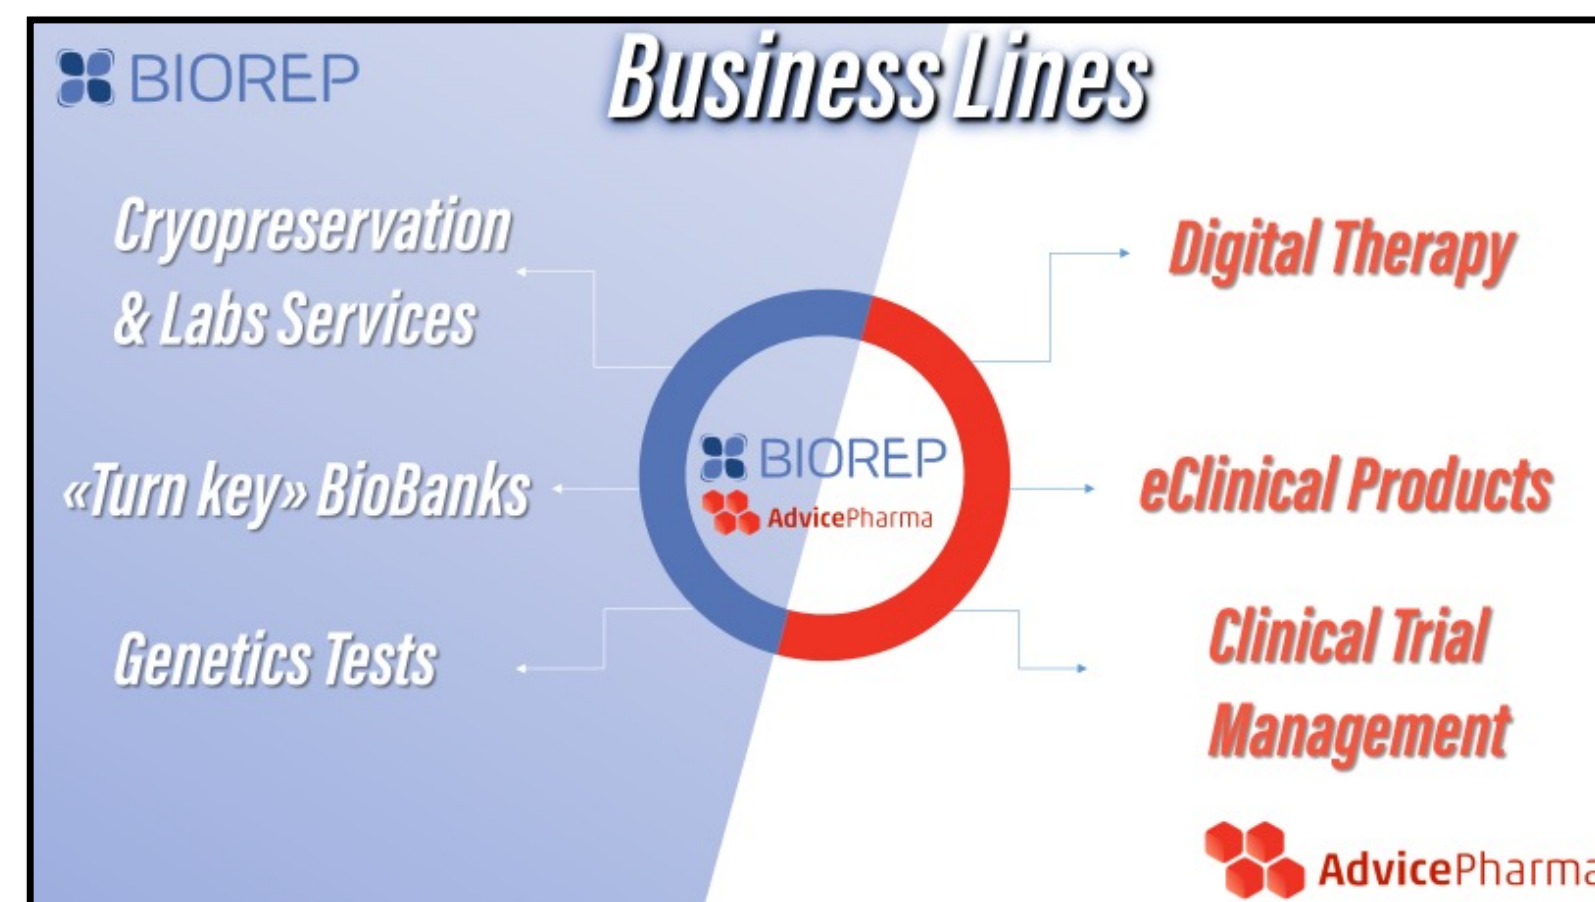 BIOREP
Business Lines
Cryopreservation
& Labs Services
«Turn key» BioBanks
Genetics Tests
BIOREP
AdvicePharma
Digital Therapy
eClinical Products
Clinical Trial
Management
AdvicePharma